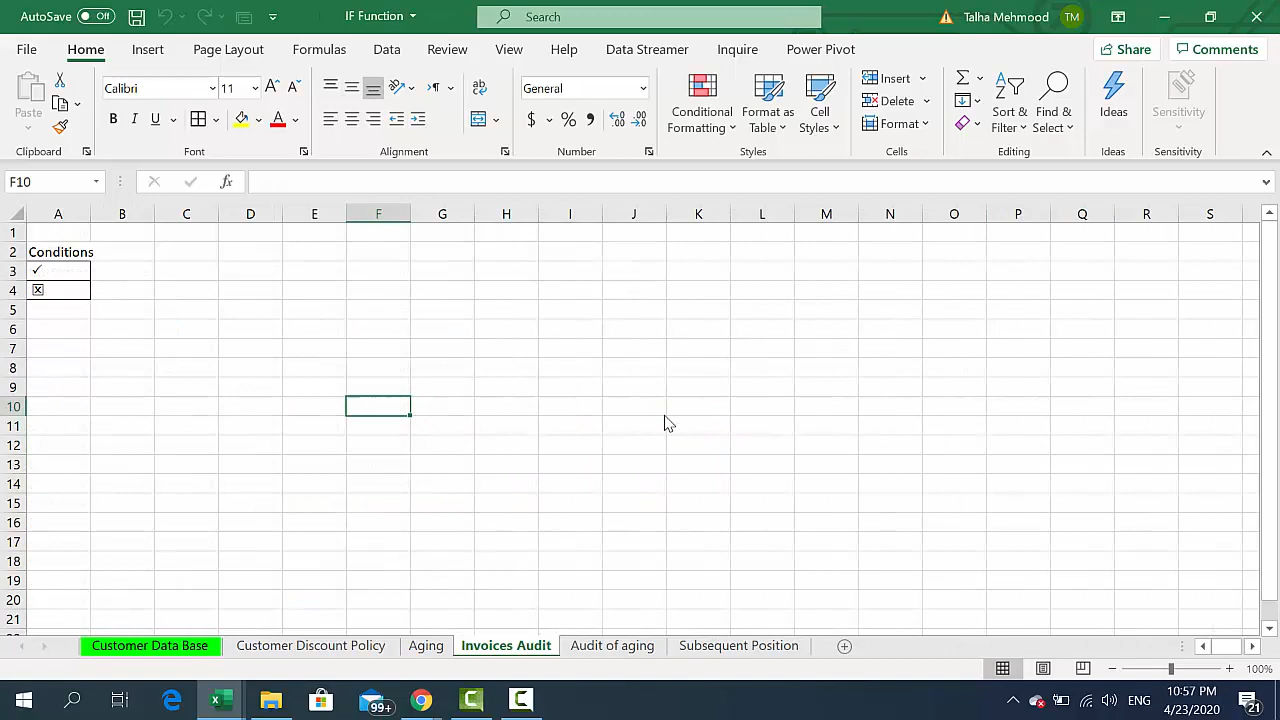 AutoSave Off IF Function Search Talha Mehmood TM
File Home Insert Page Layout Formulas Data Review View Help Data Streamer Inquire Power Pivot Share Comments
Paste Calibri 11 General Conditional Formatting Format as Table Cell Styles Insert Delete Format Sort & Filter Find & Select Ideas Sensitivity
Clipboard Font Alignment Number Styles Cells Editing Ideas Sensitivity
F10 fx
A B C D E F G H I J K L M N O P Q R S
1
2 Conditions
3 ✓
4 ☒
5
6
7
8
9
10
11
12
13
14
15
16
17
18
19
20
21
Customer Data Base Customer Discount Policy Aging Invoices Audit Audit of aging Subsequent Position
100%
99+ ENG 10:57 PM
4/23/2020 21